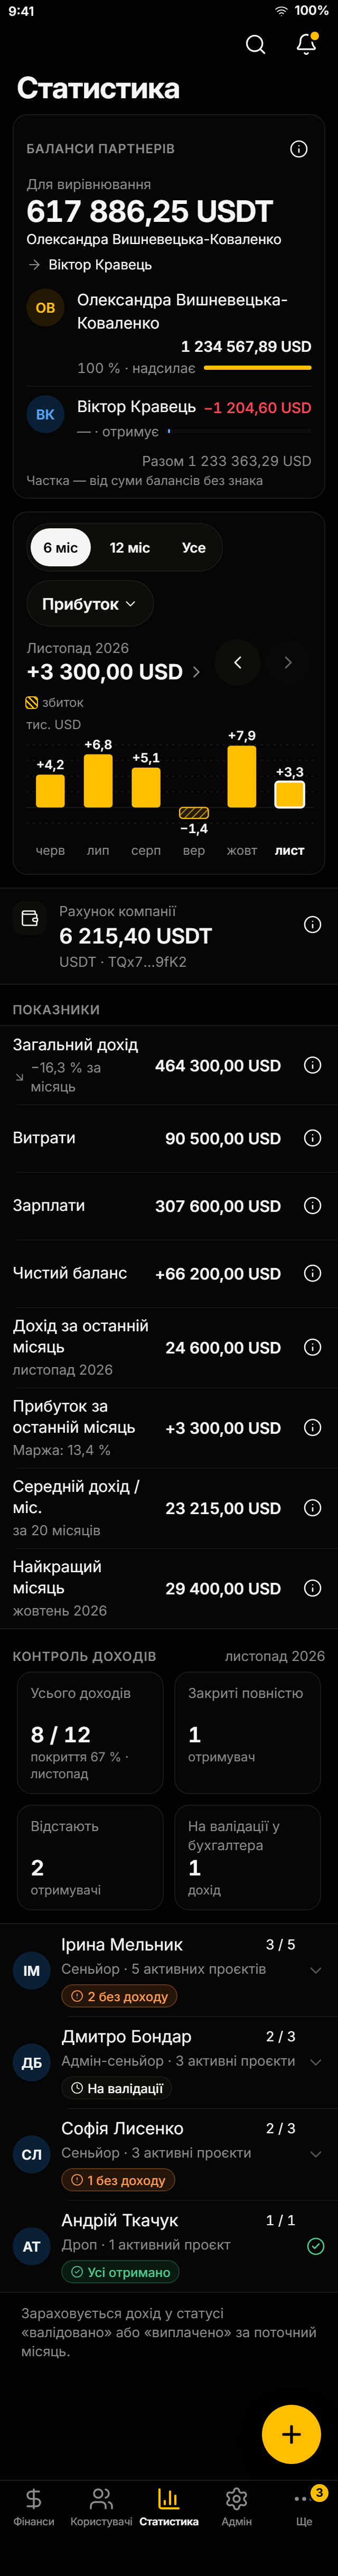 9:41
100%
Статистика
БАЛАНСИ ПАРТНЕРІВ
Для вирівнювання
617 886,25 USDT
Олександра Вишневецька-Коваленко
→ Віктор Кравець
ОВ
Олександра Вишневецька-
Коваленко
1 234 567,89 USD
100 % · надсилає
ВК
Віктор Кравець −1 204,60 USD
— · отримує
Разом 1 233 363,29 USD
Частка — від суми балансів без знака
6 міс 12 міс Усе
Прибуток
Листопад 2026
+3 300,00 USD
збиток
тис. USD
+4,2 +6,8 +5,1 −1,4 +7,9 +3,3
черв лип серп вер жовт лист
Рахунок компанії
6 215,40 USDT
USDT · TQx7…9fK2
ПОКАЗНИКИ
Загальний дохід
464 300,00 USD
−16,3 % за
місяць
Витрати 90 500,00 USD
Зарплати 307 600,00 USD
Чистий баланс +66 200,00 USD
Дохід за останній
місяць
24 600,00 USD
листопад 2026
Прибуток за
останній місяць
+3 300,00 USD
Маржа: 13,4 %
Середній дохід /
міс.
23 215,00 USD
за 20 місяців
Найкращий
місяць
29 400,00 USD
жовтень 2026
КОНТРОЛЬ ДОХОДІВ листопад 2026
Усього доходів
8 / 12
покриття 67 % ·
листопад
Закриті повністю
1
отримувач
Відстають
2
отримувачі
На валідації у
бухгалтера
1
дохід
ІМ
Ірина Мельник 3 / 5
Сеньйор · 5 активних проєктів
2 без доходу
ДБ
Дмитро Бондар 2 / 3
Адмін-сеньйор · 3 активні проєкти
На валідації
СЛ
Софія Лисенко 2 / 3
Сеньйор · 3 активні проєкти
1 без доходу
АТ
Андрій Ткачук 1 / 1
Дроп · 1 активний проєкт
Усі отримано
Зараховується дохід у статусі
«валідовано» або «виплачено» за поточний
місяць.
3
Фінанси Користувачі Статистика Адмін Ще